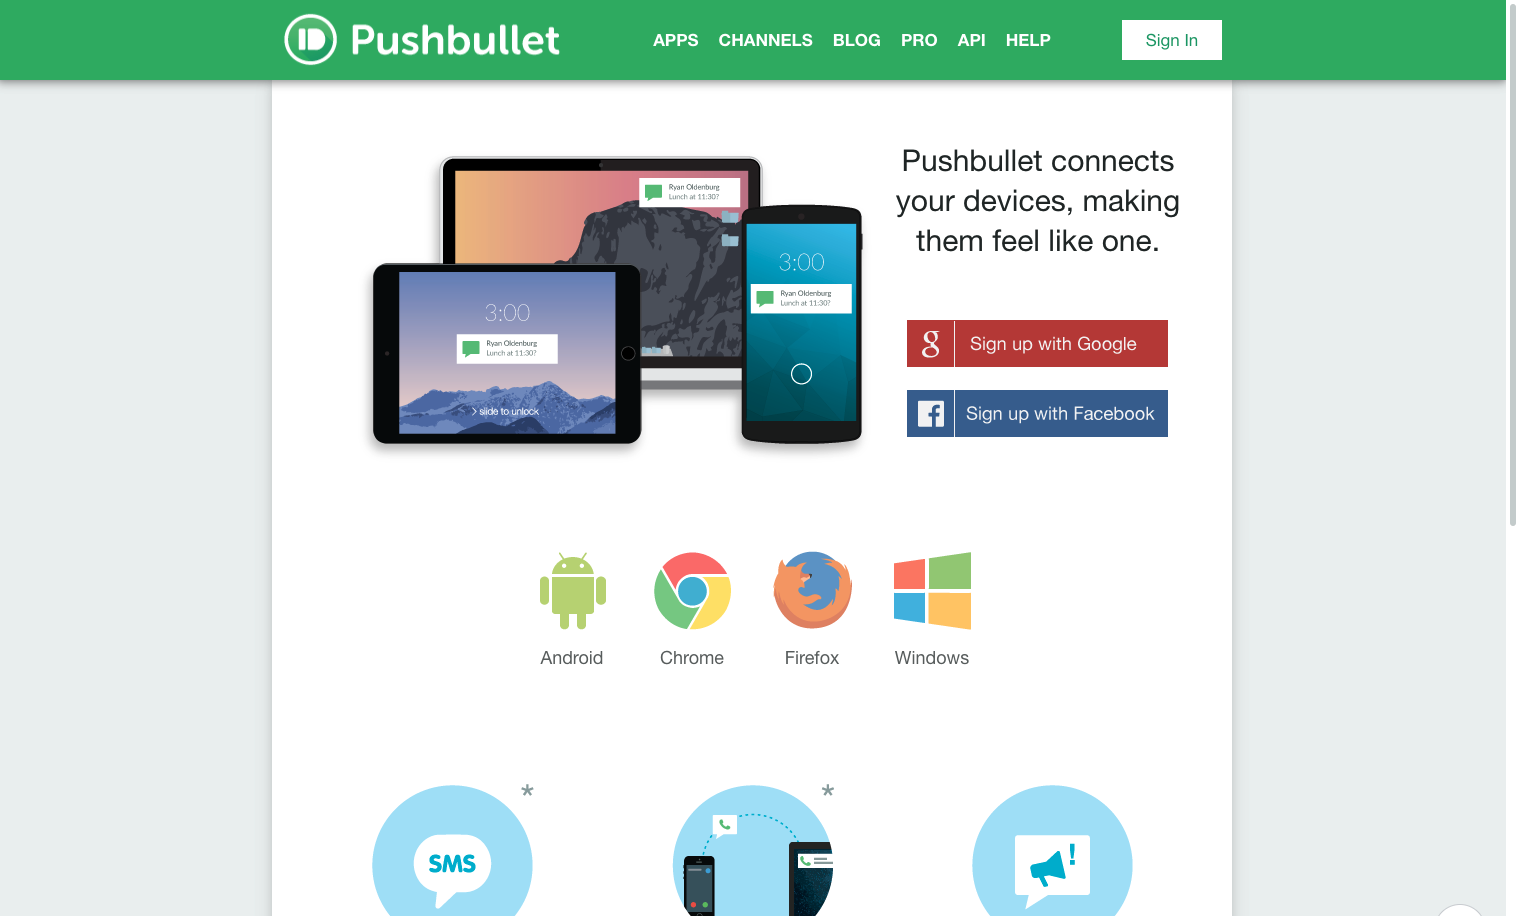 Pushbullet
APPS CHANNELS BLOG PRO API HELP
Sign In
Ryan Oldenburg
Lunch at 11:30?
3:00
Ryan Oldenburg
Lunch at 11:30?
3:00
Ryan Oldenburg
Lunch at 11:30?
> slide to unlock
Pushbullet connects
your devices, making
them feel like one.
g Sign up with Google
f Sign up with Facebook
Android Chrome Firefox Windows
* *
SMS !